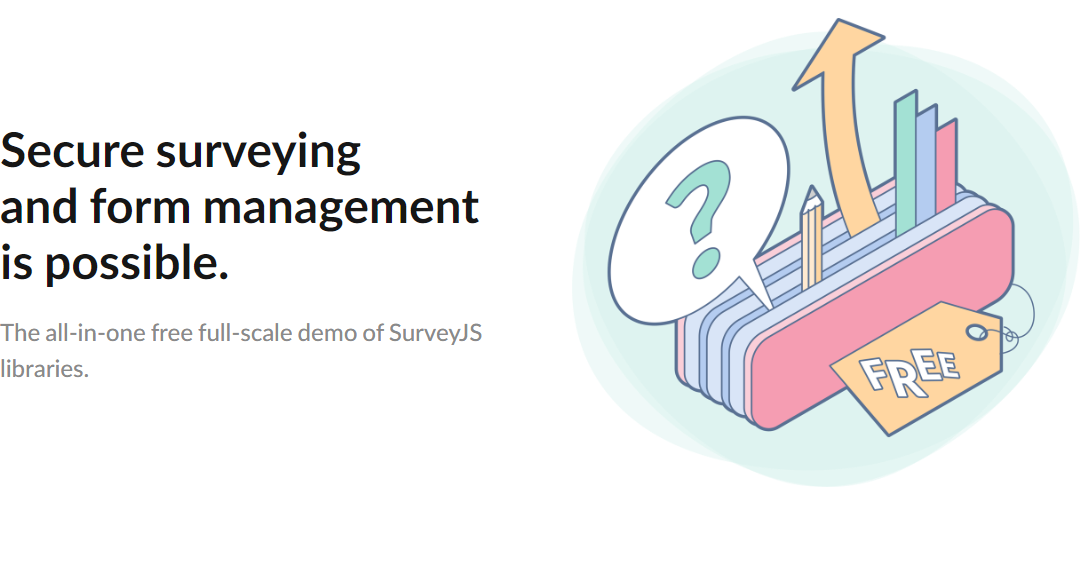 Secure surveying
and form management
is possible.
The all-in-one free full-scale demo of SurveyJS
libraries.
?
FREE